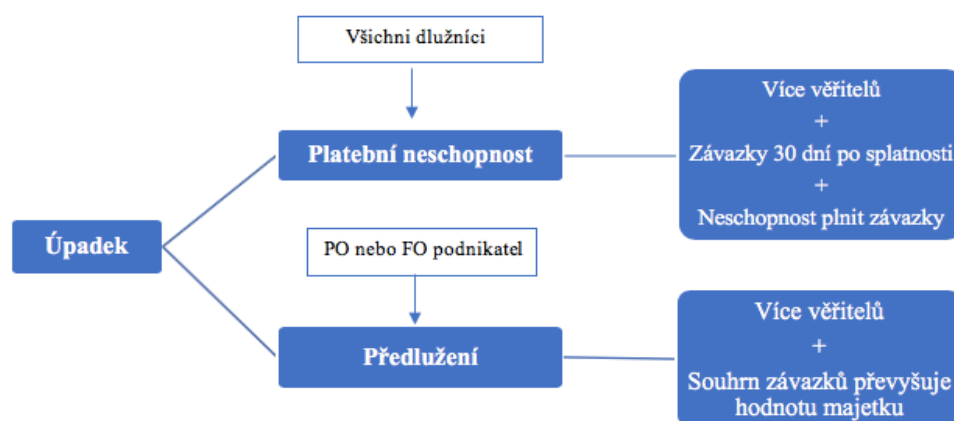 Všichni dlužníci
Platební neschopnost
Více věřitelů
+
Závazky 30 dní po splatnosti
+
Neschopnost plnit závazky
Úpadek
PO nebo FO podnikatel
Předlužení
Více věřitelů
+
Souhrn závazků převyšuje
hodnotu majetku